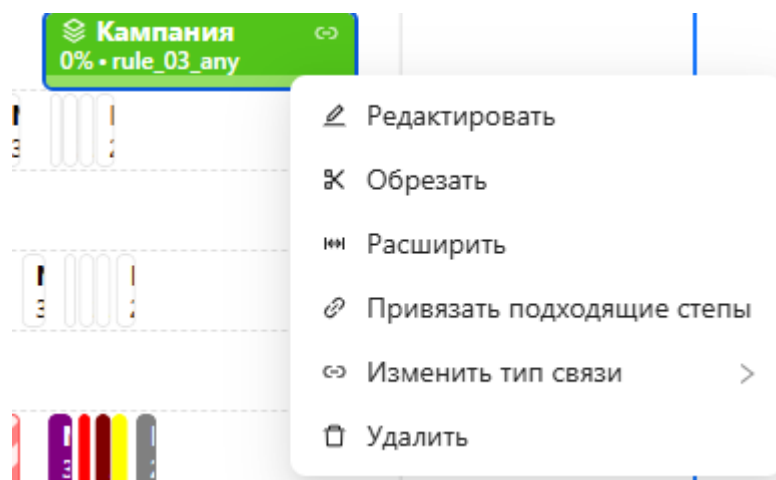 Кампания
0% • rule_03_any
Редактировать
Обрезать
Расширить
Привязать подходящие степы
Изменить тип связи
Удалить